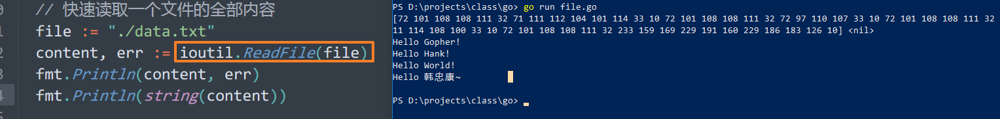 // 快速读取一个文件的全部内容
file := "./data.txt"
content, err := ioutil.ReadFile(file)
fmt.Println(content, err)
fmt.Println(string(content))
PS D:\projects\class\go> go run file.go
[72 101 108 108 111 32 71 111 112 104 101 114 33 10 72 101 108 108 111 32 72 97 110 107 33 10 72 101 108 108 111 32
11 114 108 100 33 10 72 101 108 108 111 32 233 159 169 229 191 160 229 186 183 126 10] <nil>
Hello Gopher!
Hello Hank!
Hello World!
Hello 韩忠康~
PS D:\projects\class\go>